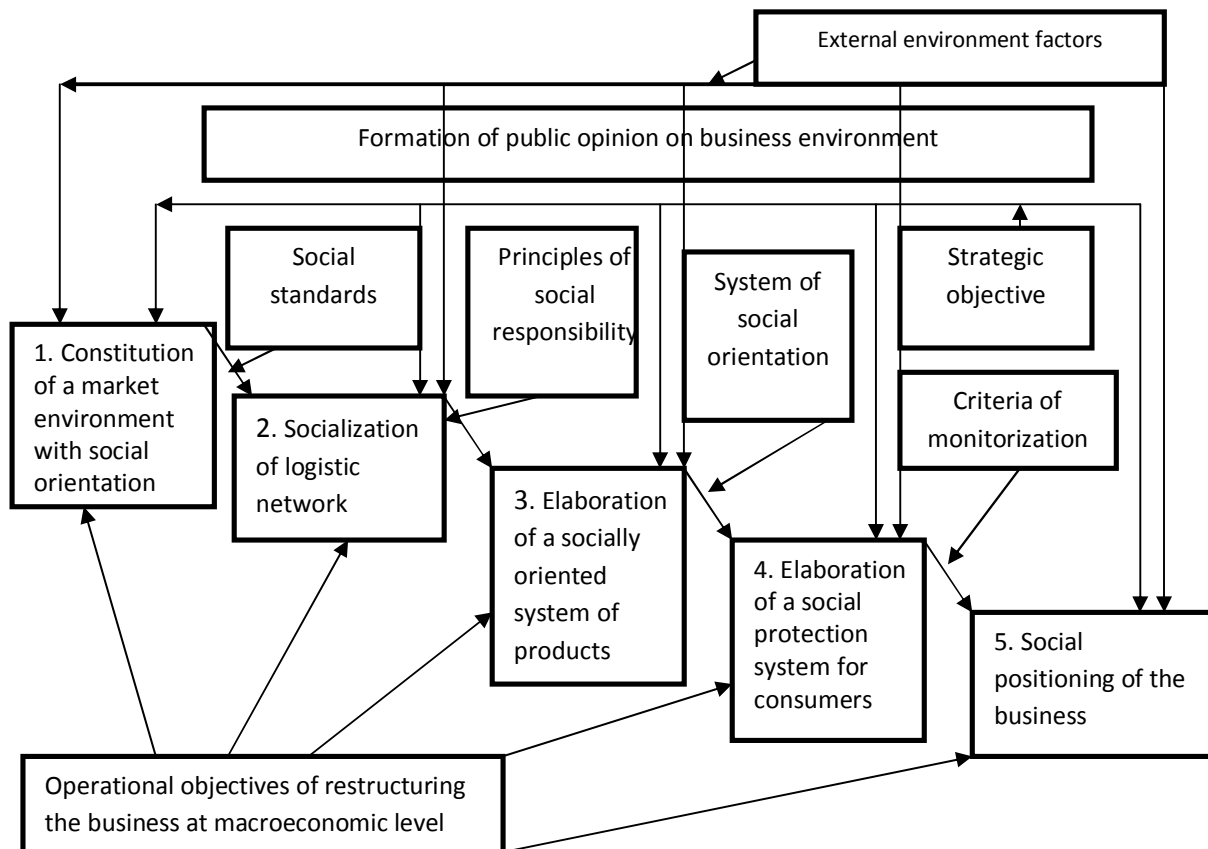 External environment factors
Formation of public opinion on business environment
Social
standards
Principles of
social
responsibility
System of
social
orientation
Strategic
objective
Criteria of
monitorization
1. Constitution
of a market
environment
with social
orientation
2. Socialization
of logistic
network
3. Elaboration
of a socially
oriented
system of
products
4. Elaboration
of a social
protection
system for
consumers
5. Social
positioning of the
business
Operational objectives of restructuring
the business at macroeconomic level